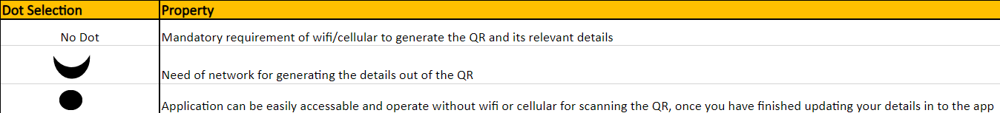 Dot Selection Property
No Dot Mandatory requirement of wifi/cellular to generate the QR and its relevant details
Need of network for generating the details out of the QR
Application can be easily accessable and operate without wifi or cellular for scanning the QR, once you have finished updating your details in to the app